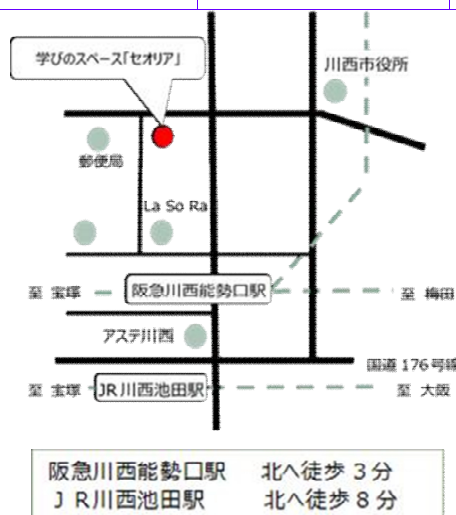 学びのスペース「セオリア」
川西市役所
郵便局
La So Ra
至 宝塚
阪急川西能勢口駅
至 梅田
アステ川西
国道 176号線
至 宝塚
JR川西池田駅
至 大阪
阪急川西能勢口駅 北へ徒歩 3 分
ＪＲ川西池田駅 北へ徒歩 8 分